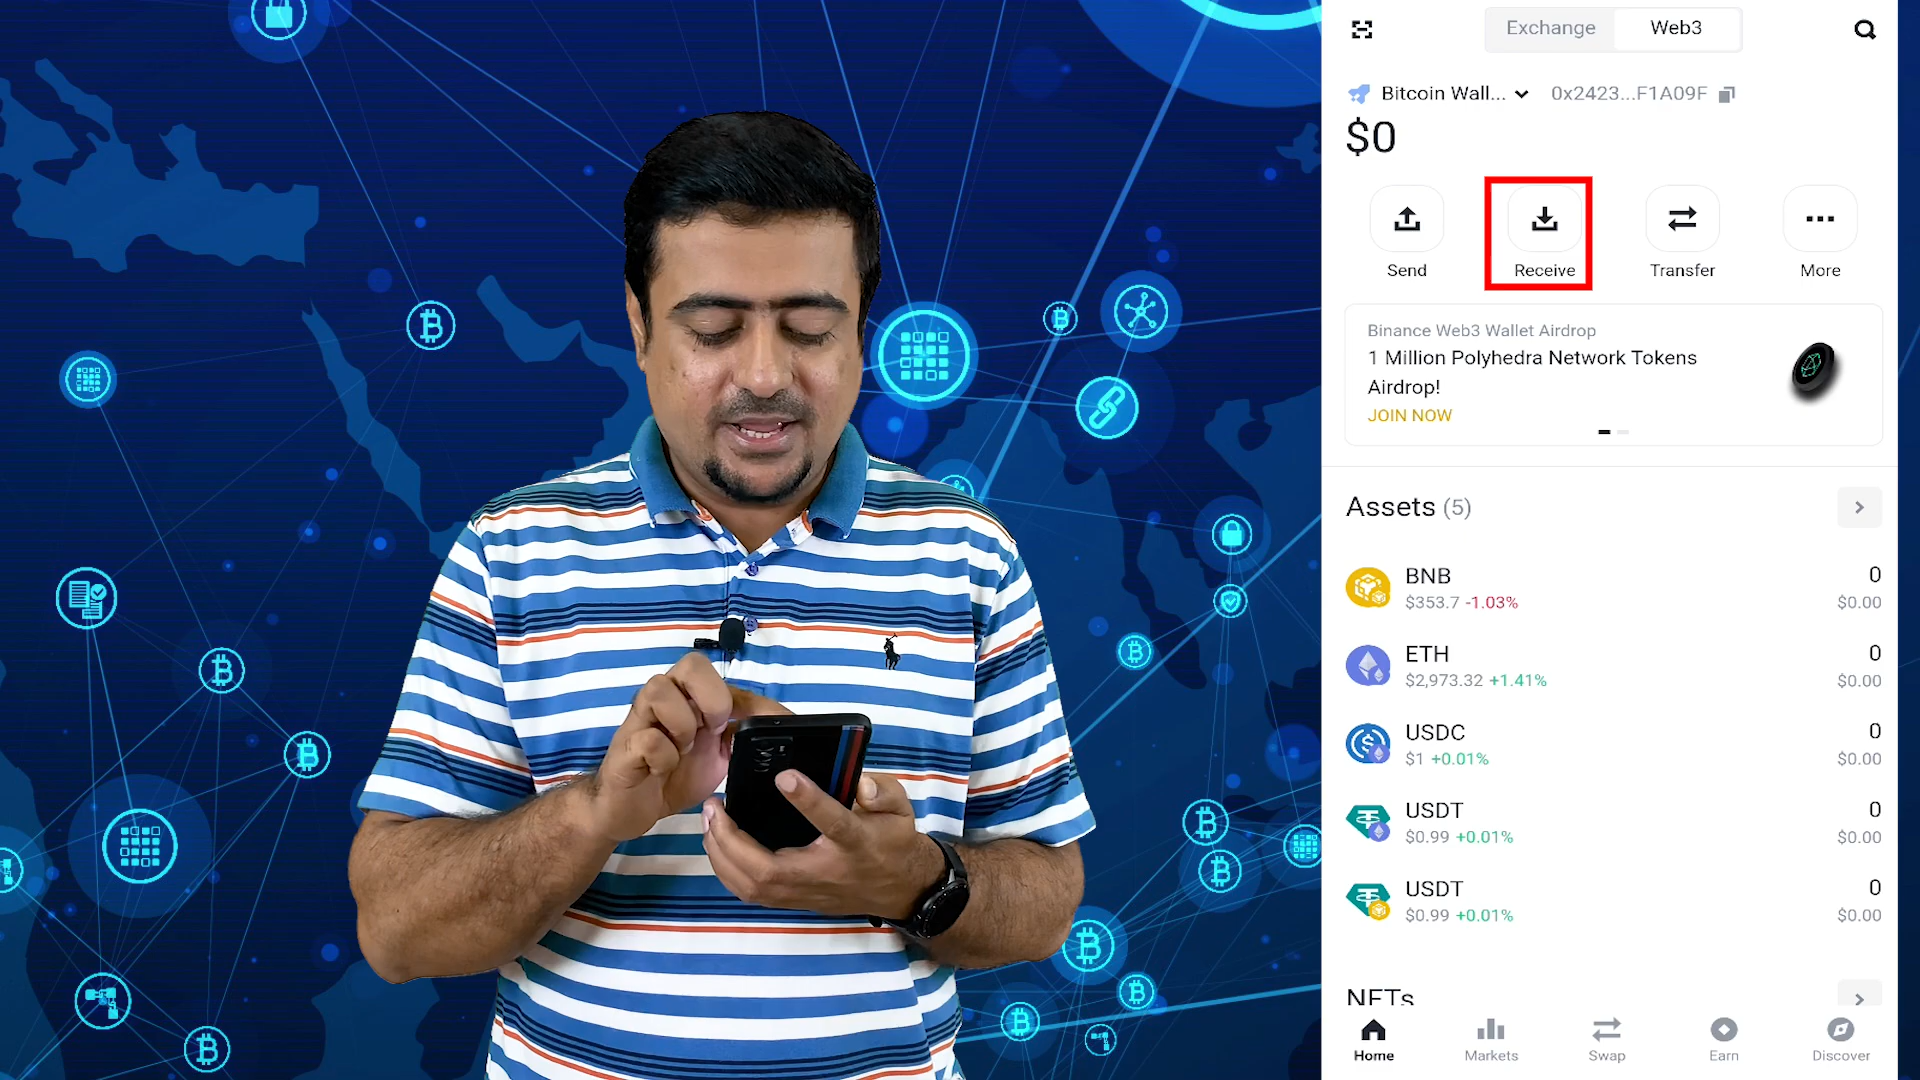 Exchange Web3
Bitcoin Wall... 0x2423...F1A09F
$0
Send Receive Transfer More
Binance Web3 Wallet Airdrop
1 Million Polyhedra Network Tokens
Airdrop!
JOIN NOW
Assets (5)
BNB 0
$353.7 -1.03% $0.00
ETH 0
$2,973.32 +1.41% $0.00
USDC 0
$1 +0.01% $0.00
USDT 0
$0.99 +0.01% $0.00
USDT 0
$0.99 +0.01% $0.00
NFTs
Home Markets Swap Earn Discover